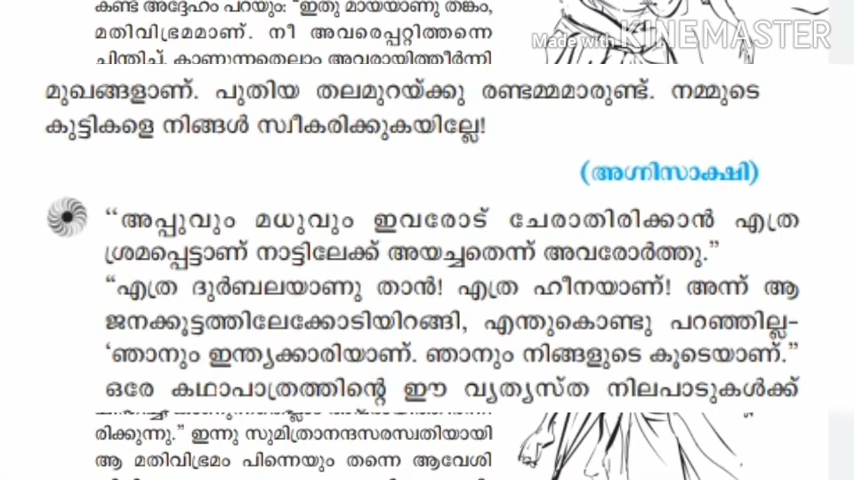 കണ്ട് അദ്ദേഹം പറയും: "ഇതു മായയാണു തങ്കം,
മതിവിഭ്രമമാണ്. നീ അവരെപ്പറ്റിത്തന്നെ
ചിന്തിച്ച്, കാണുന്നതെല്ലാം അവരായിത്തീർന്നി
Made with KINEMASTER
മുഖങ്ങളാണ്. പുതിയ തലമുറയ്ക്കു രണ്ടമ്മമാരുണ്ട്. നമ്മുടെ
കുട്ടികളെ നിങ്ങൾ സ്വീകരിക്കുകയില്ലേ!
(അഗ്നിസാക്ഷി)
“അപ്പുവും മധുവും ഇവരോട് ചേരാതിരിക്കാൻ എത്ര
ശ്രമപ്പെട്ടാണ് നാട്ടിലേക്ക് അയച്ചതെന്ന് അവരോർത്തു.”
“എത്ര ദുർബലയാണു താൻ! എത്ര ഹീനയാണ്! അന്ന് ആ
ജനക്കൂട്ടത്തിലേക്കോടിയിറങ്ങി, എന്തുകൊണ്ടു പറഞ്ഞില്ല-
‘ഞാനും ഇന്ത്യക്കാരിയാണ്. ഞാനും നിങ്ങളുടെ കൂടെയാണ്.”
ഒരേ കഥാപാത്രത്തിന്റെ ഈ വ്യത്യസ്ത നിലപാടുകൾക്ക്
രിക്കുന്നു.” ഇന്നു സുമിത്രാനന്ദസരസ്വതിയായി
ആ മതിവിഭ്രമം പിന്നെയും തന്നെ ആവേശി